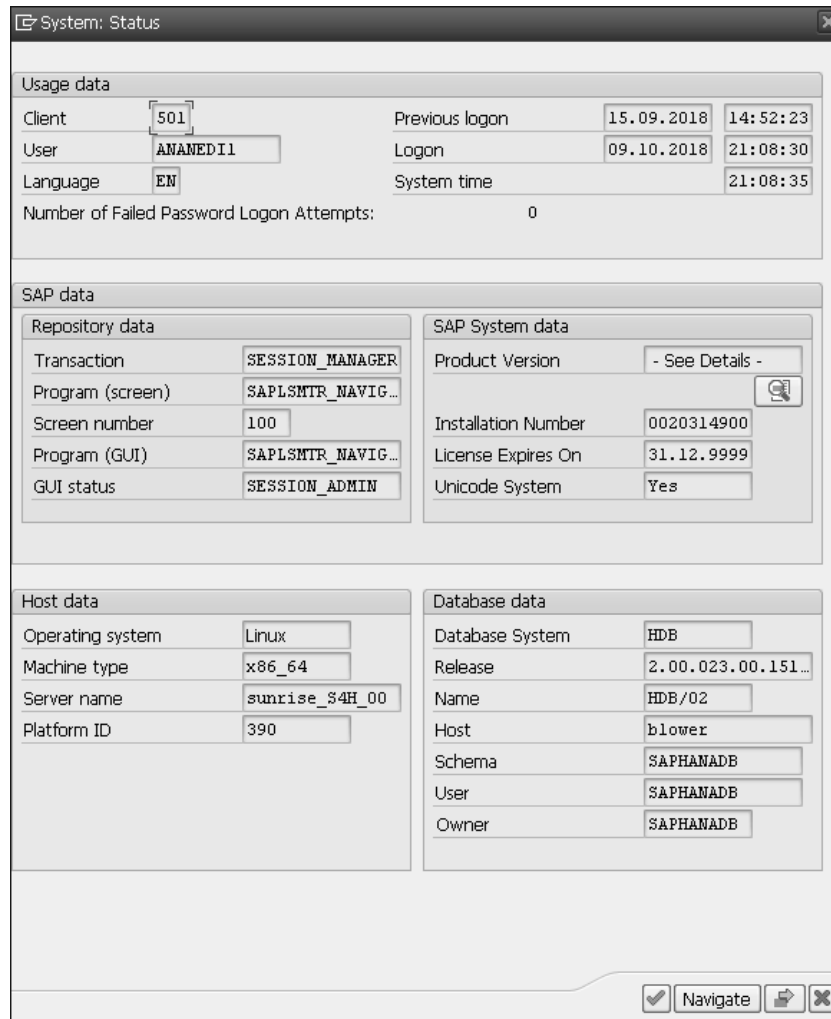 System: Status
Usage data
Client 501 Previous logon 15.09.2018 14:52:23
User ANANEDI1 Logon 09.10.2018 21:08:30
Language EN System time 21:08:35
Number of Failed Password Logon Attempts: 0
SAP data
Repository data
Transaction SESSION_MANAGER
Program (screen) SAPLSMTR_NAVIG…
Screen number 100
Program (GUI) SAPLSMTR_NAVIG…
GUI status SESSION_ADMIN
SAP System data
Product Version - See Details -
Installation Number 0020314900
License Expires On 31.12.9999
Unicode System Yes
Host data
Operating system Linux
Machine type x86_64
Server name sunrise_S4H_00
Platform ID 390
Database data
Database System HDB
Release 2.00.023.00.151…
Name HDB/02
Host blower
Schema SAPHANADB
User SAPHANADB
Owner SAPHANADB
Navigate